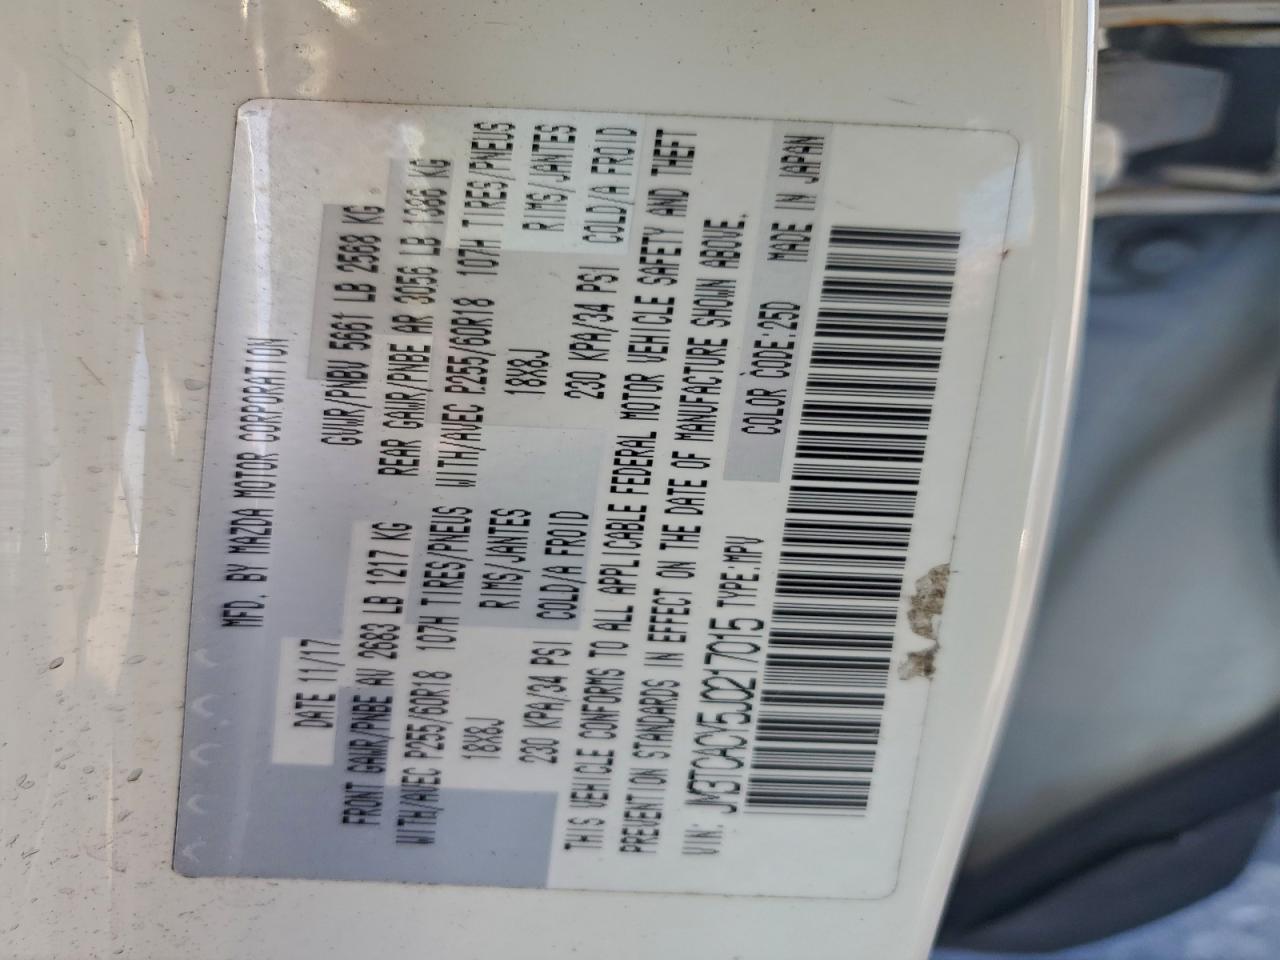 MFD. BY MAZDA MOTOR CORPORATION
DATE 11/17 GVWR/PNBV 5661 LB 2568 KG
FRONT GAWR/PNBE AV 2683 LB 1217 KG REAR GAWR/PNBE AR 3056 LB 1386 KG
WITH/AVEC P255/60R18 107H TIRES/PNEUS WITH/AVEC P255/60R18 107H TIRES/PNEUS
18X8J RIMS/JANTES 18X8J RIMS/JANTES
230 KPA/34 PSI COLD/A FROID 230 KPA/34 PSI COLD/A FROID
THIS VEHICLE CONFORMS TO ALL APPLICABLE FEDERAL MOTOR VEHICLE SAFETY AND THEFT
PREVENTION STANDARDS IN EFFECT ON THE DATE OF MANUFACTURE SHOWN ABOVE.
VIN: JM3TCACY5J0217015 TYPE:MPV COLOR CODE:25D MADE IN JAPAN